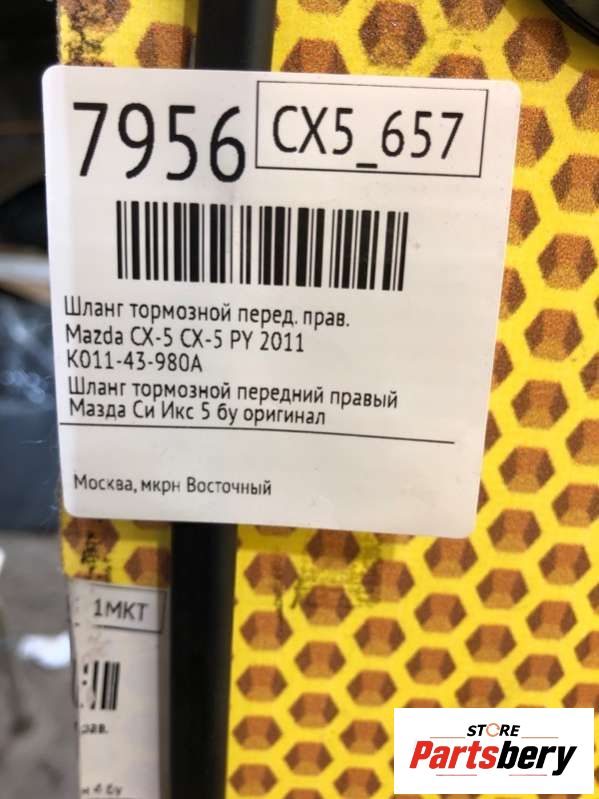 7956
CX5_657
Шланг тормозной перед. прав.
Mazda CX-5 CX-5 PY 2011
K011-43-980A
Шланг тормозной передний правый
Мазда Си Икс 5 бу оригинал
Москва, мкрн Восточный
1МКТ
рав.
бу
STORE
Partsbery